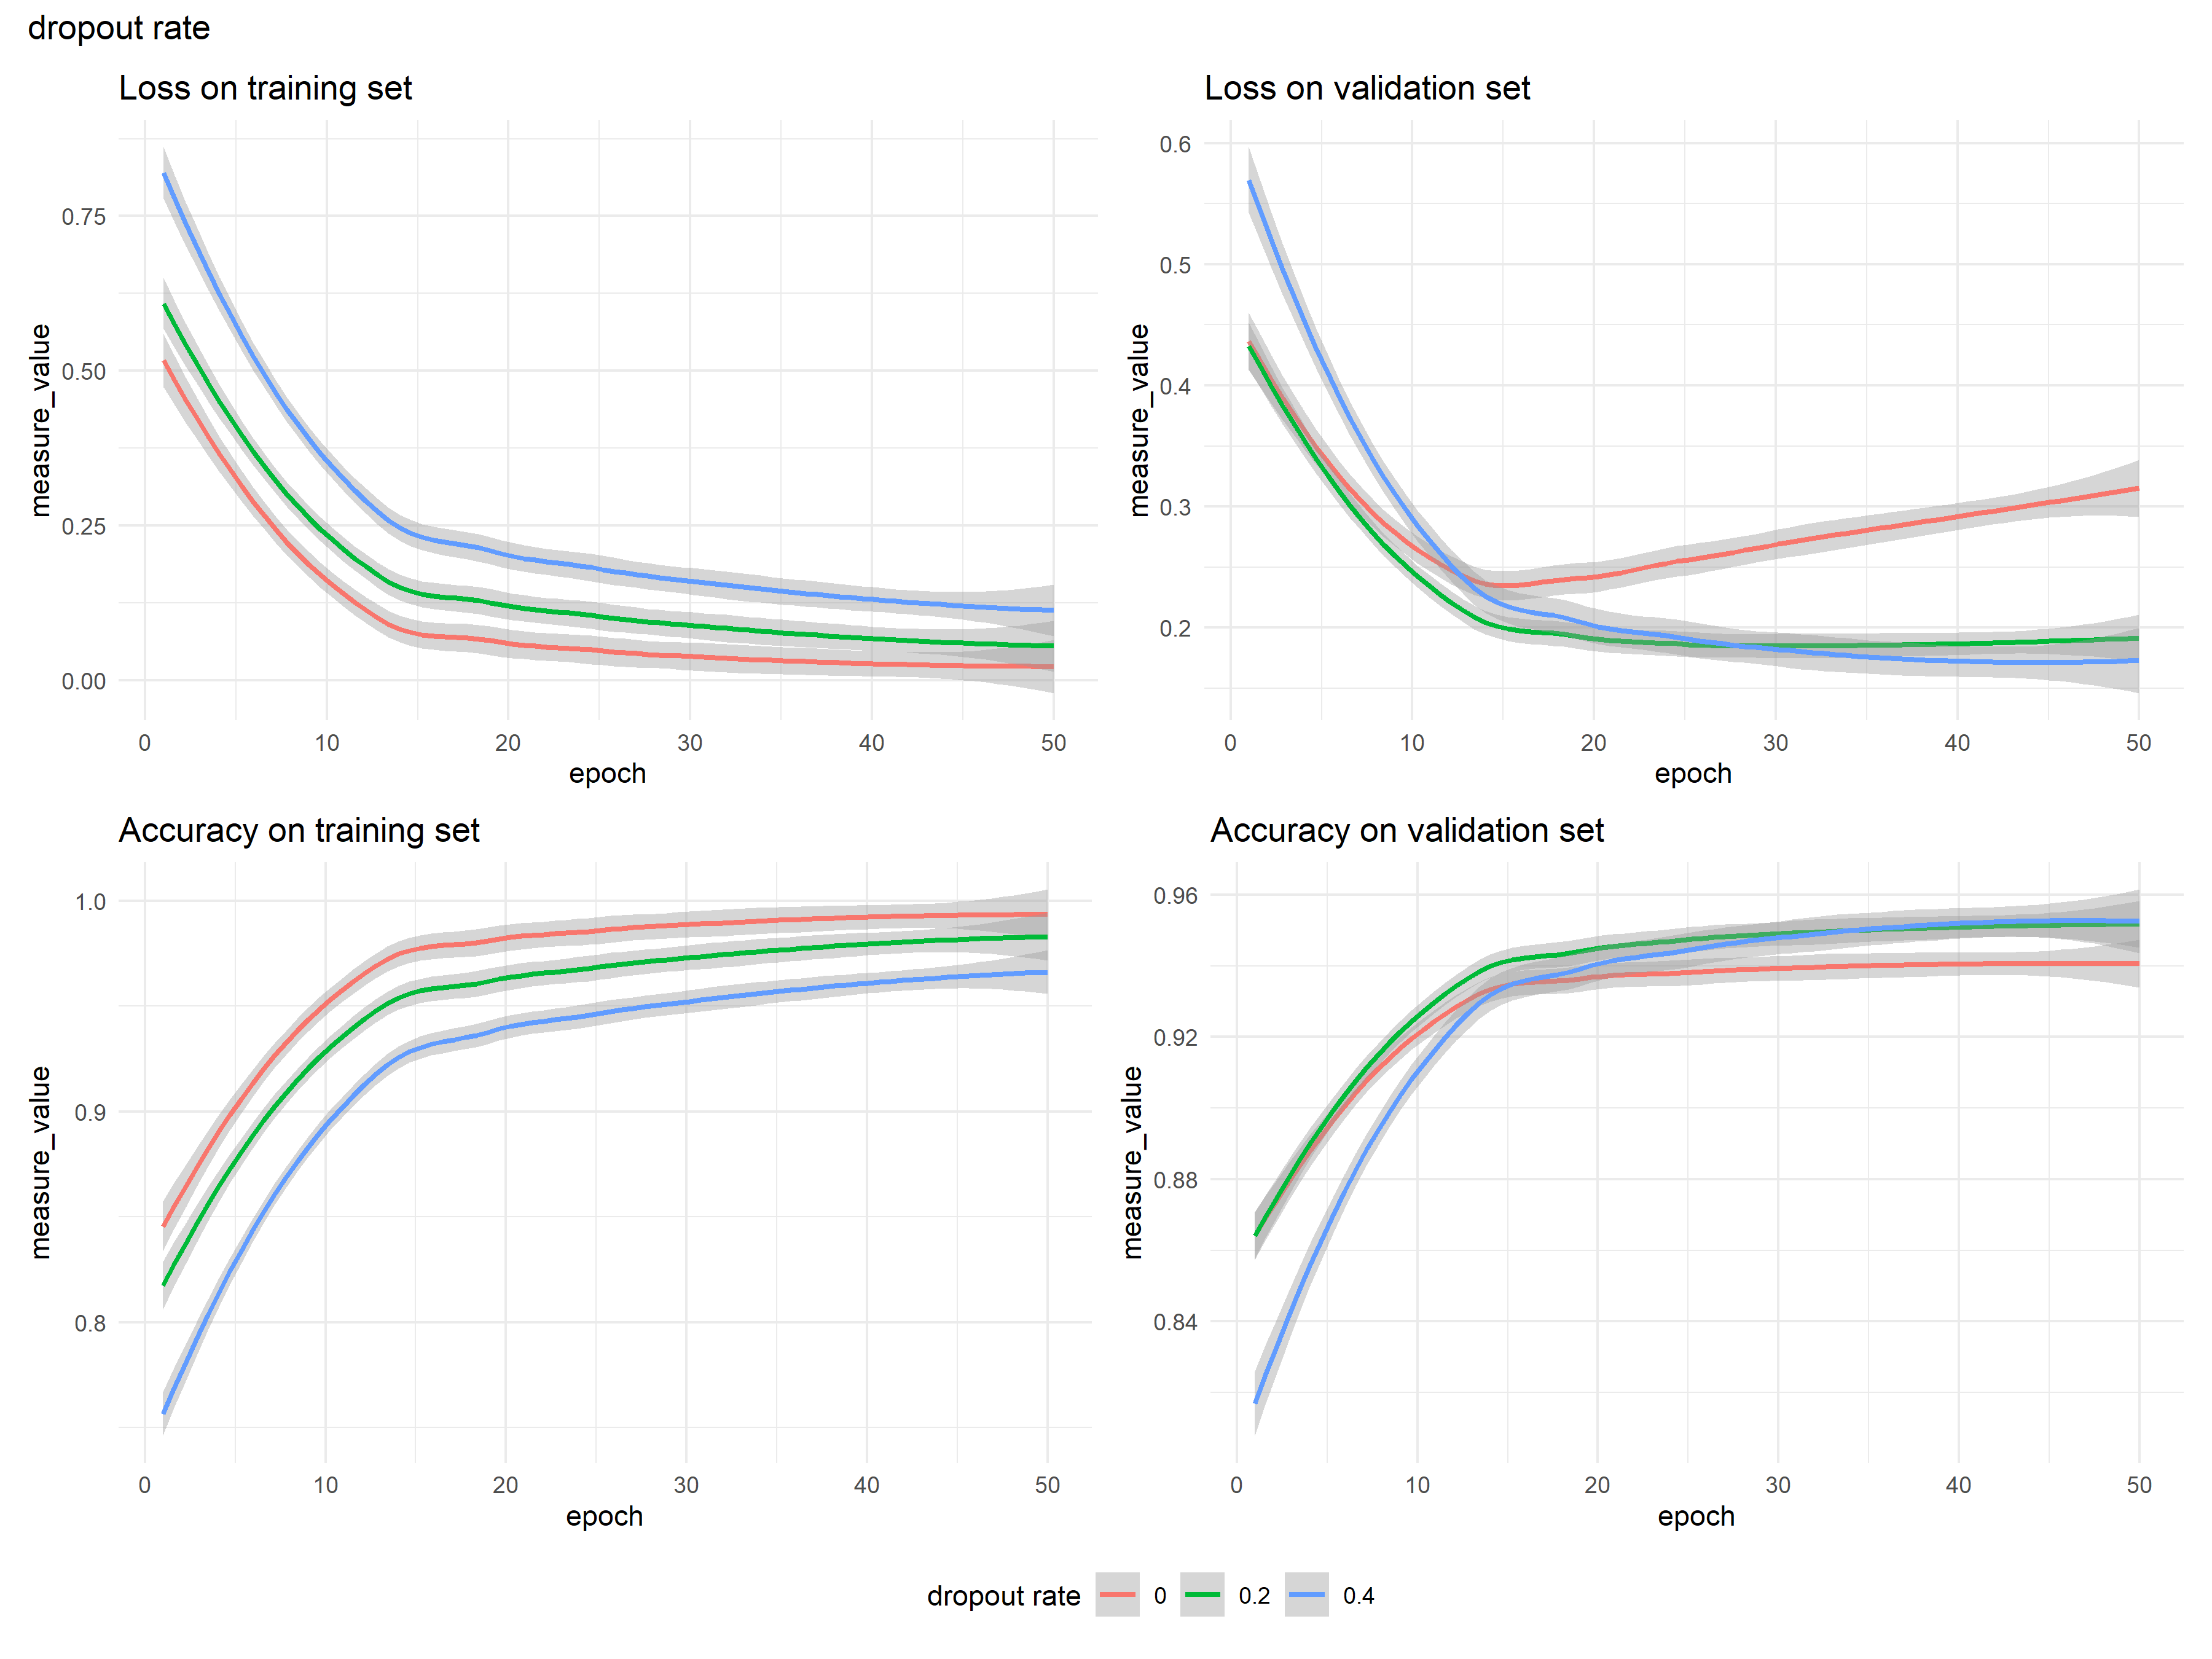 dropout rate
Loss on training set
measure_value
0.75
0.50
0.25
0.00
0 10 20 30 40 50
epoch
Loss on validation set
measure_value
0.6
0.5
0.4
0.3
0.2
0 10 20 30 40 50
epoch
Accuracy on training set
measure_value
1.0
0.9
0.8
0 10 20 30 40 50
epoch
Accuracy on validation set
measure_value
0.96
0.92
0.88
0.84
0 10 20 30 40 50
epoch
dropout rate 0 0.2 0.4